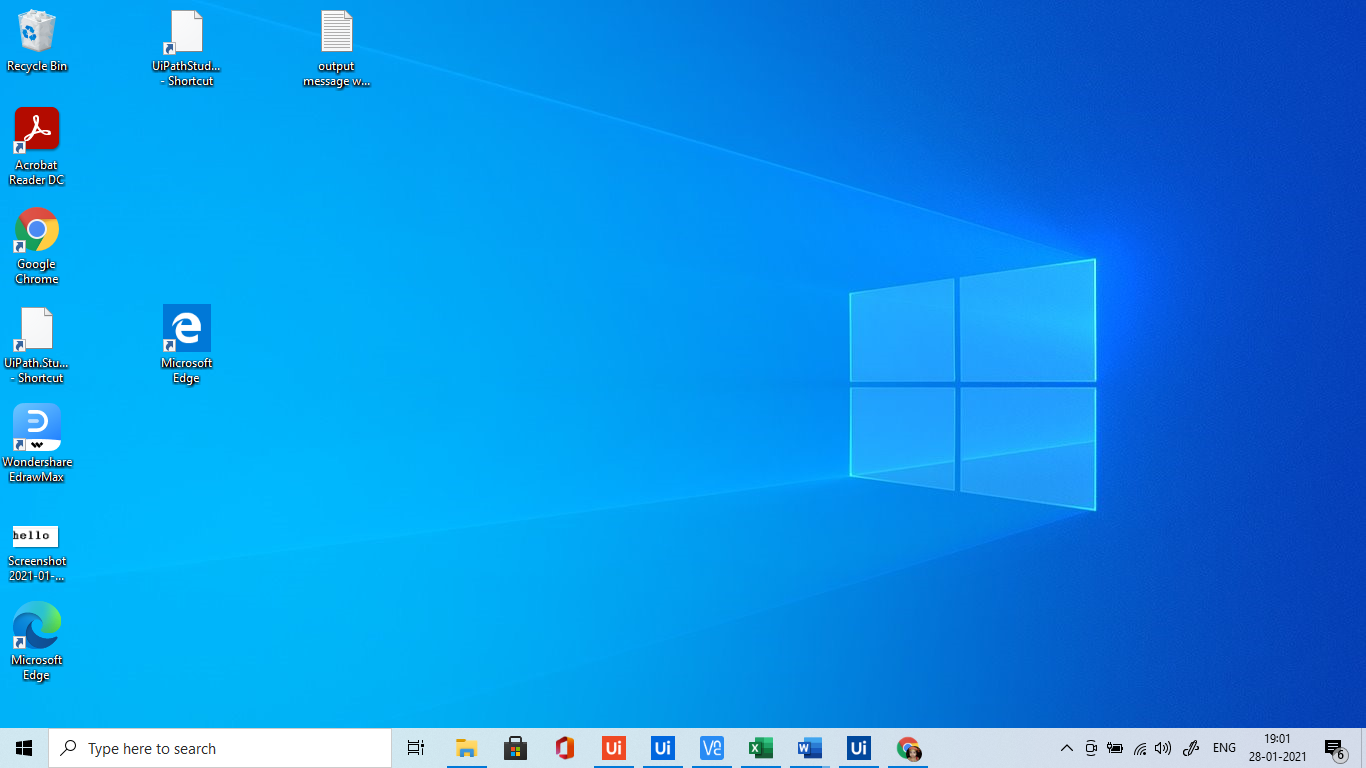 Recycle Bin
UiPathStud...
- Shortcut
output
message w...
Acrobat
Reader DC
Google
Chrome
UiPath.Stu...
- Shortcut
Microsoft
Edge
Wondershare
EdrawMax
hello
Screenshot
2021-01-...
Microsoft
Edge
Type here to search
Ui
Ui
V2
X
W
Ui
ENG
19:01
28-01-2021
6